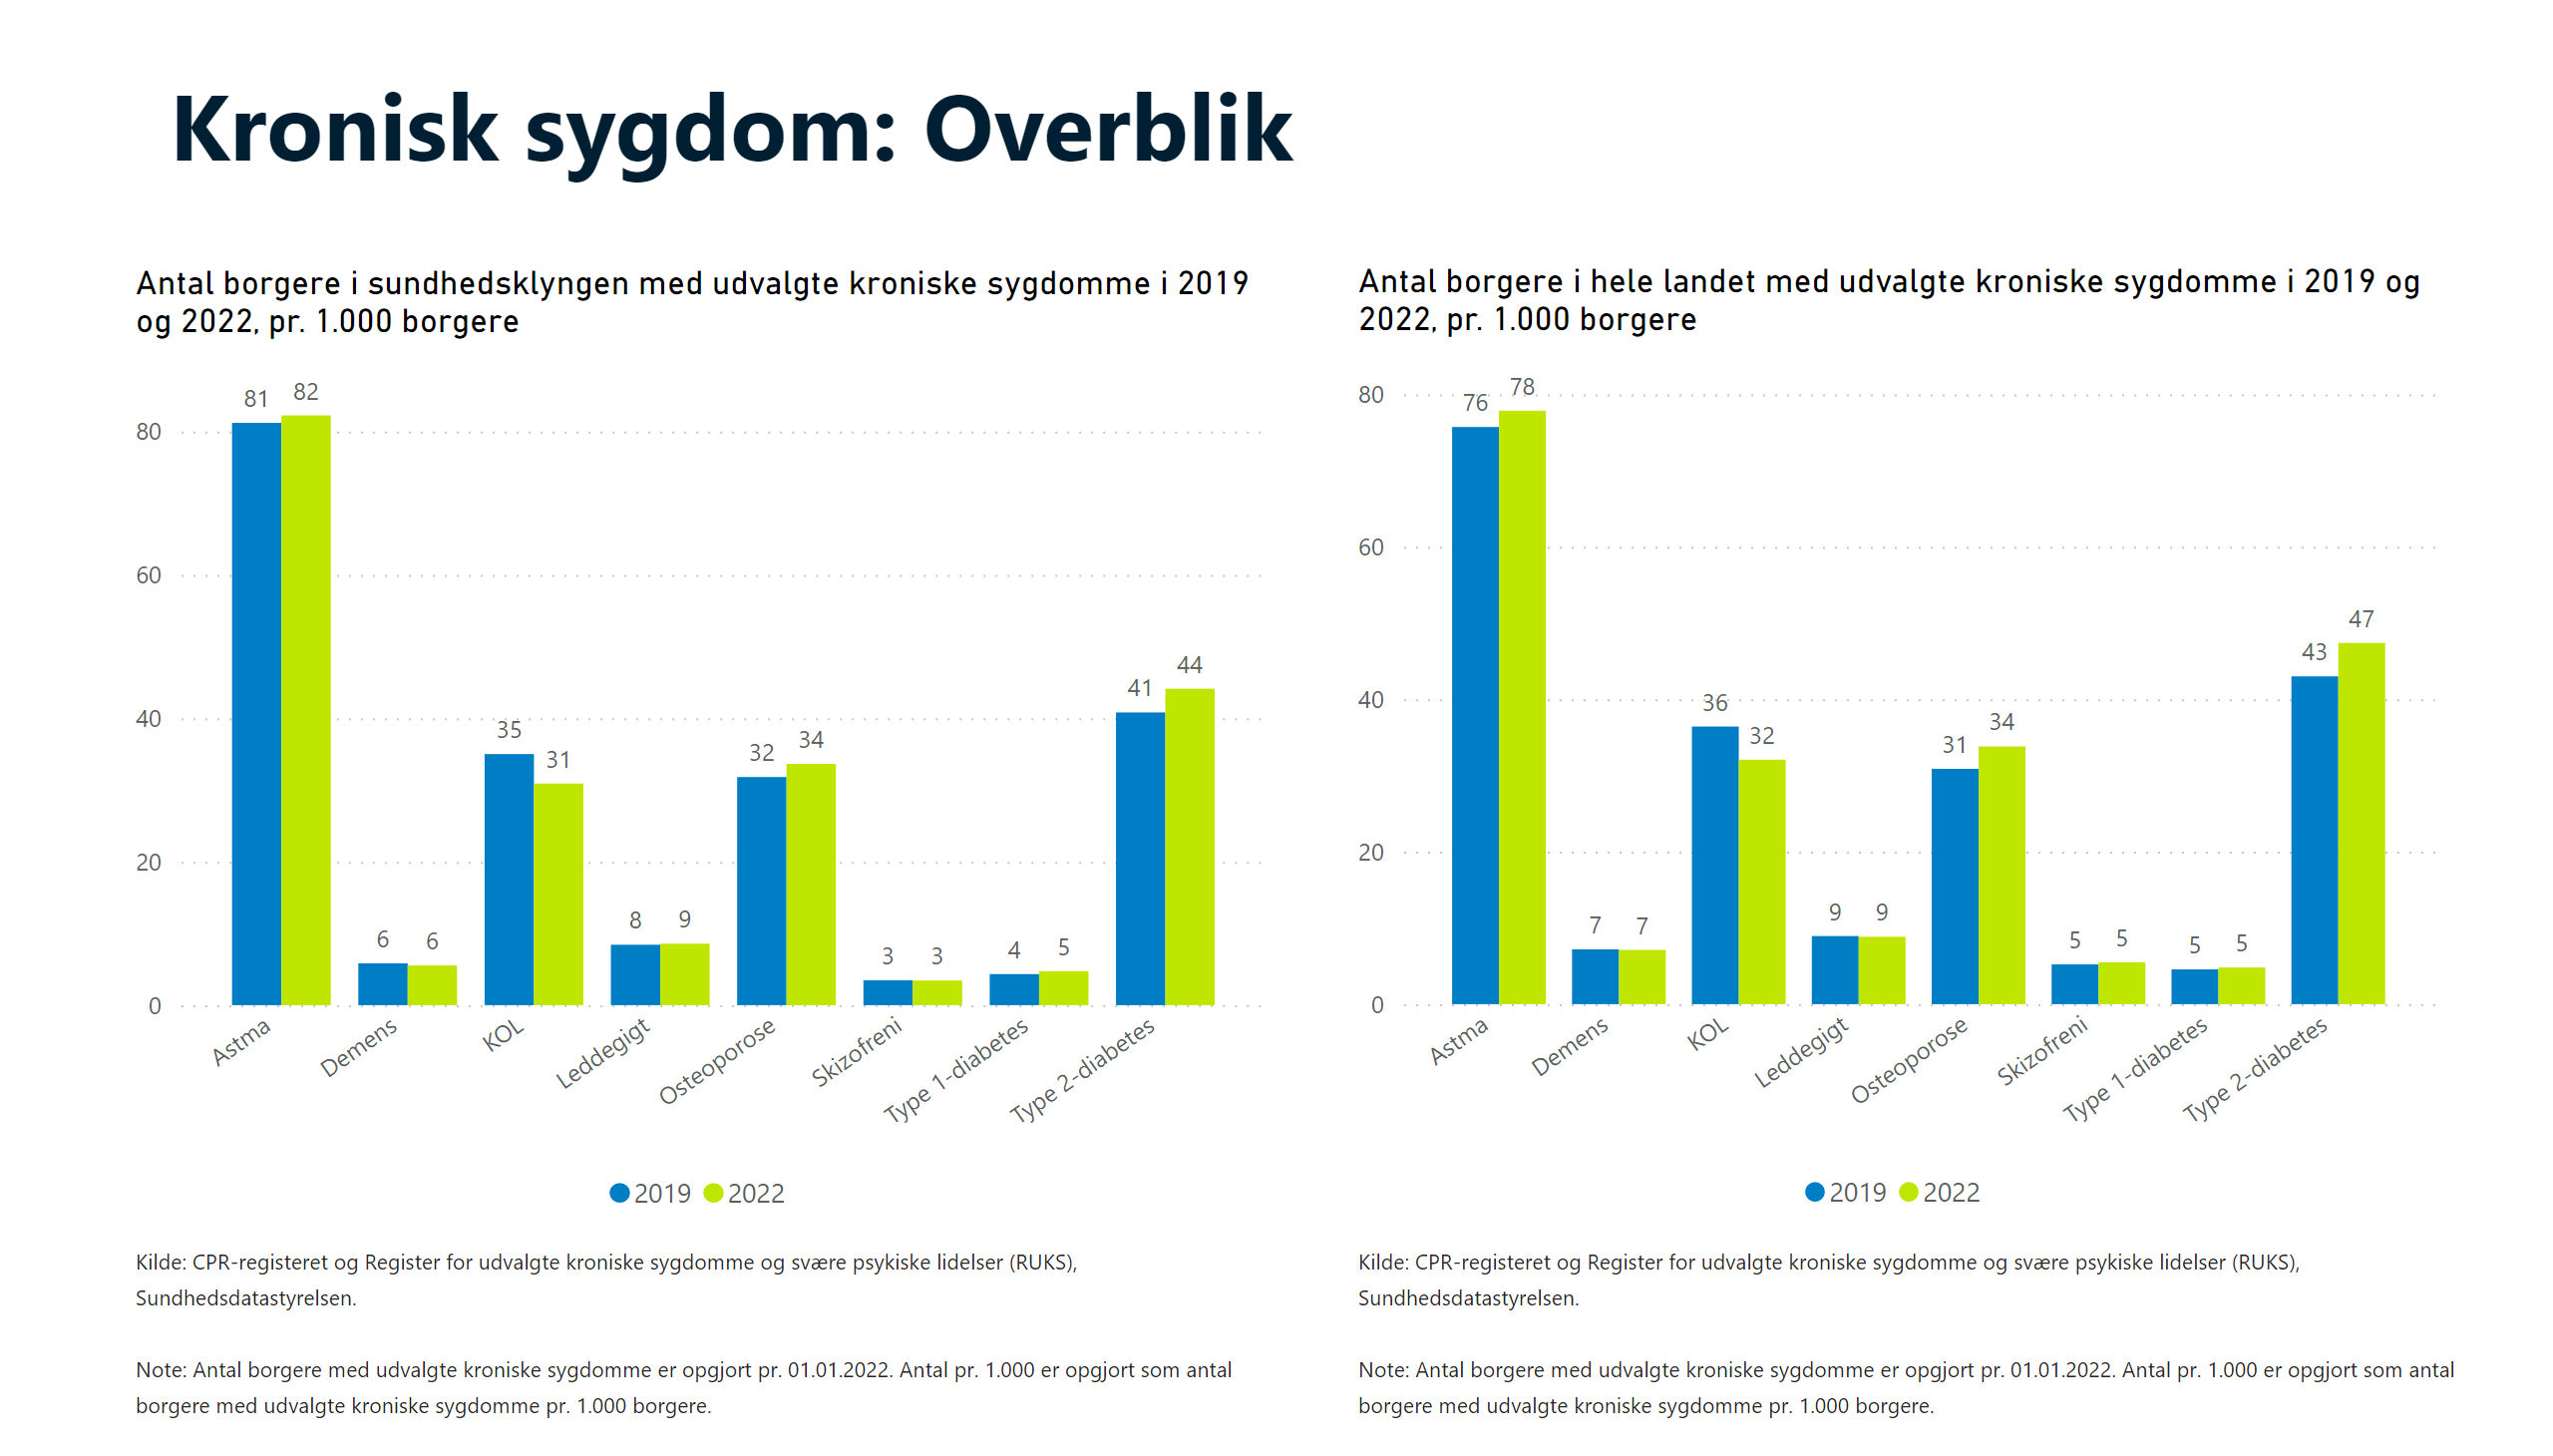 Kronisk sygdom: Overblik
Antal borgere i sundhedsklyngen med udvalgte kroniske sygdomme i 2019
og 2022, pr. 1.000 borgere
80
60
40
20
0
81
82
6
6
35
31
8
9
32
34
3
3
4
5
41
44
Astma
Demens
KOL
Leddegigt
Osteoporose
Skizofreni
Type 1-diabetes
Type 2-diabetes
2019 2022
Kilde: CPR-registeret og Register for udvalgte kroniske sygdomme og svære psykiske lidelser (RUKS),
Sundhedsdatastyrelsen.
Note: Antal borgere med udvalgte kroniske sygdomme er opgjort pr. 01.01.2022. Antal pr. 1.000 er opgjort som antal
borgere med udvalgte kroniske sygdomme pr. 1.000 borgere.
Antal borgere i hele landet med udvalgte kroniske sygdomme i 2019 og
2022, pr. 1.000 borgere
80
60
40
20
0
76
78
7
7
36
32
9
9
31
34
5
5
5
5
43
47
Astma
Demens
KOL
Leddegigt
Osteoporose
Skizofreni
Type 1-diabetes
Type 2-diabetes
2019 2022
Kilde: CPR-registeret og Register for udvalgte kroniske sygdomme og svære psykiske lidelser (RUKS),
Sundhedsdatastyrelsen.
Note: Antal borgere med udvalgte kroniske sygdomme er opgjort pr. 01.01.2022. Antal pr. 1.000 er opgjort som antal
borgere med udvalgte kroniske sygdomme pr. 1.000 borgere.